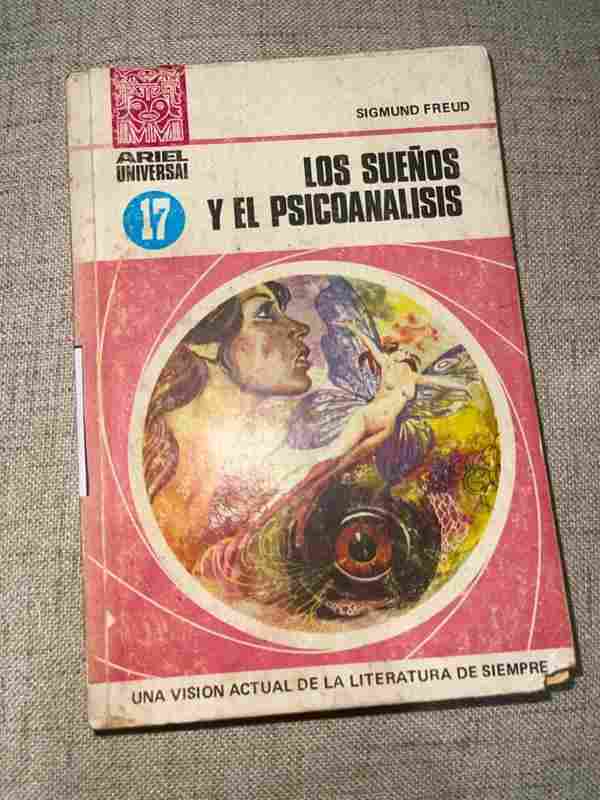 SIGMUND FREUD
ARIEL
UNIVERSAL
17
LOS SUEÑOS
Y EL PSICOANALISIS
UNA VISION ACTUAL DE LA LITERATURA DE SIEMPRE